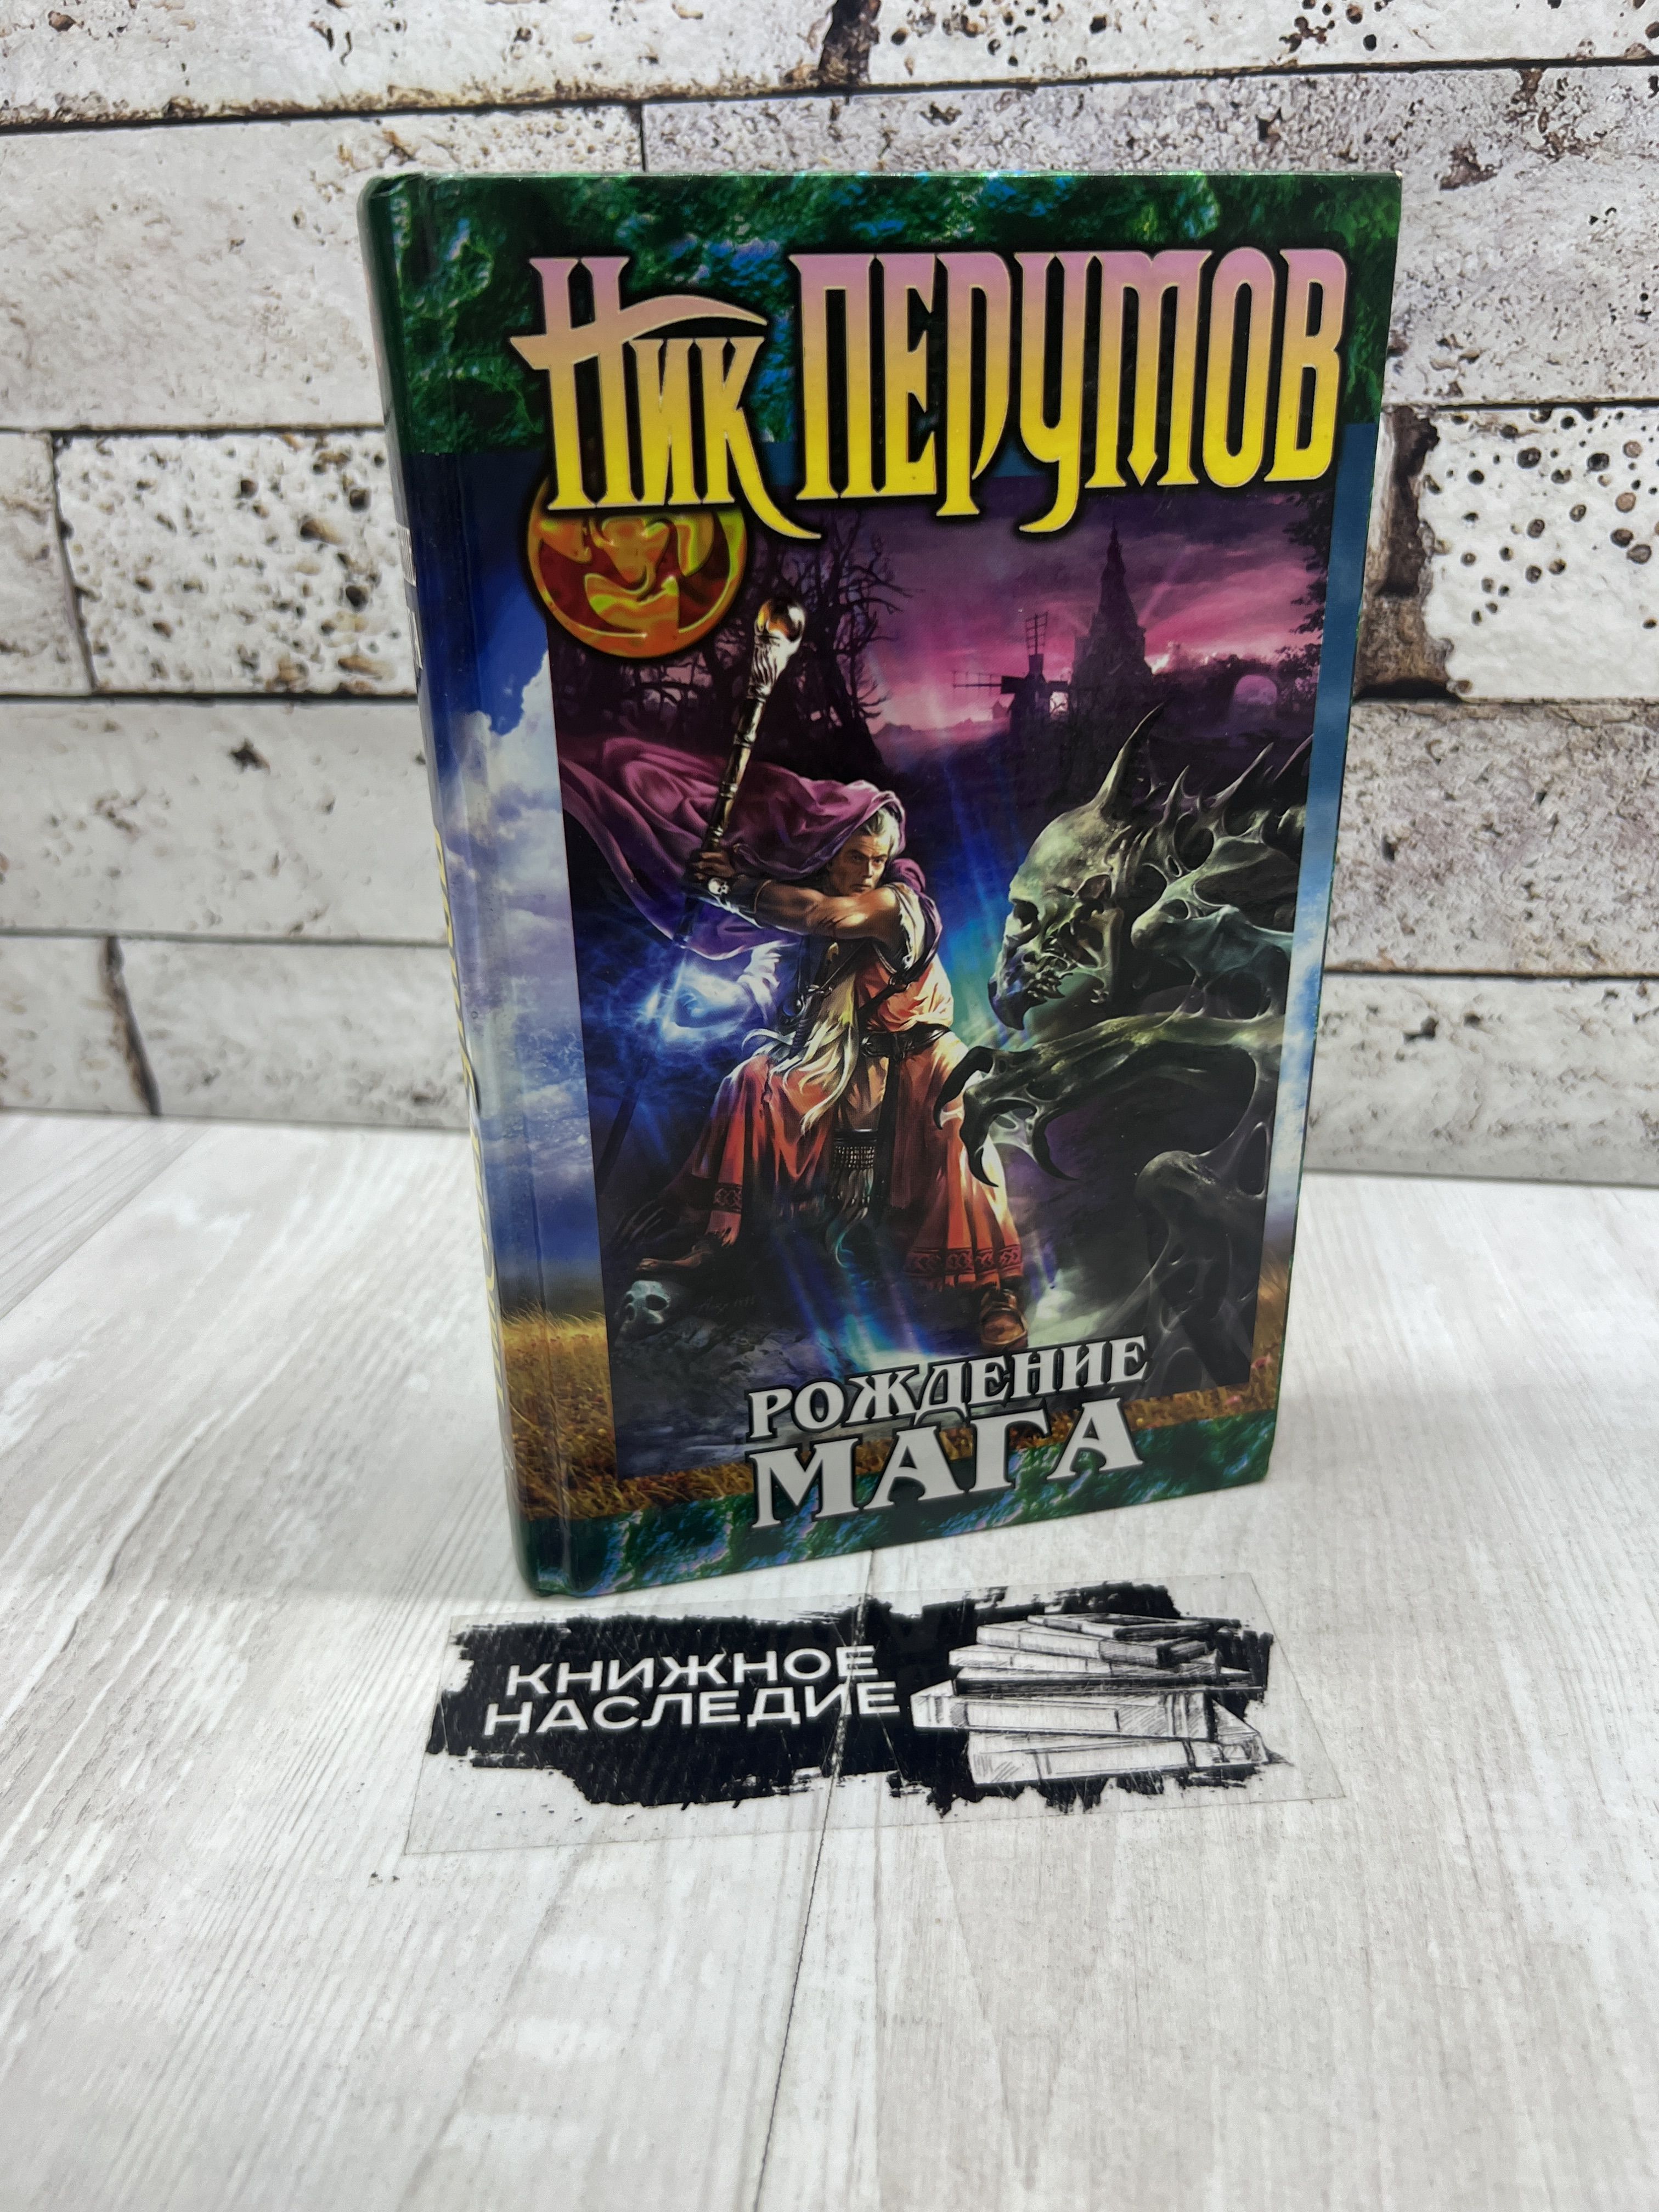 Ник ПЕРУМОВ
РОЖДЕНИЕ
МАГА
КНИЖНОЕ
НАСЛЕДИЕ